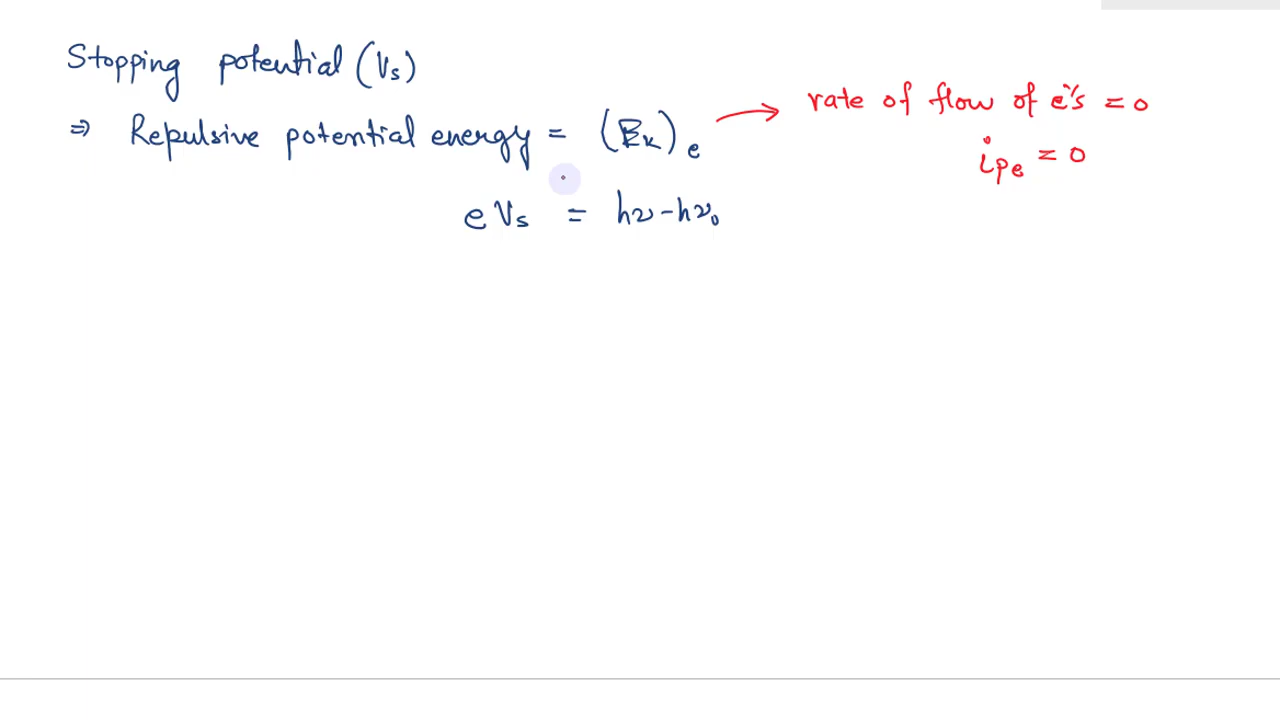 Stopping potential (Vs)
⇒ Repulsive potential energy = (Ek)e → rate of flow of e⁻'s = 0
ipe = 0
eVs = hν - hν₀